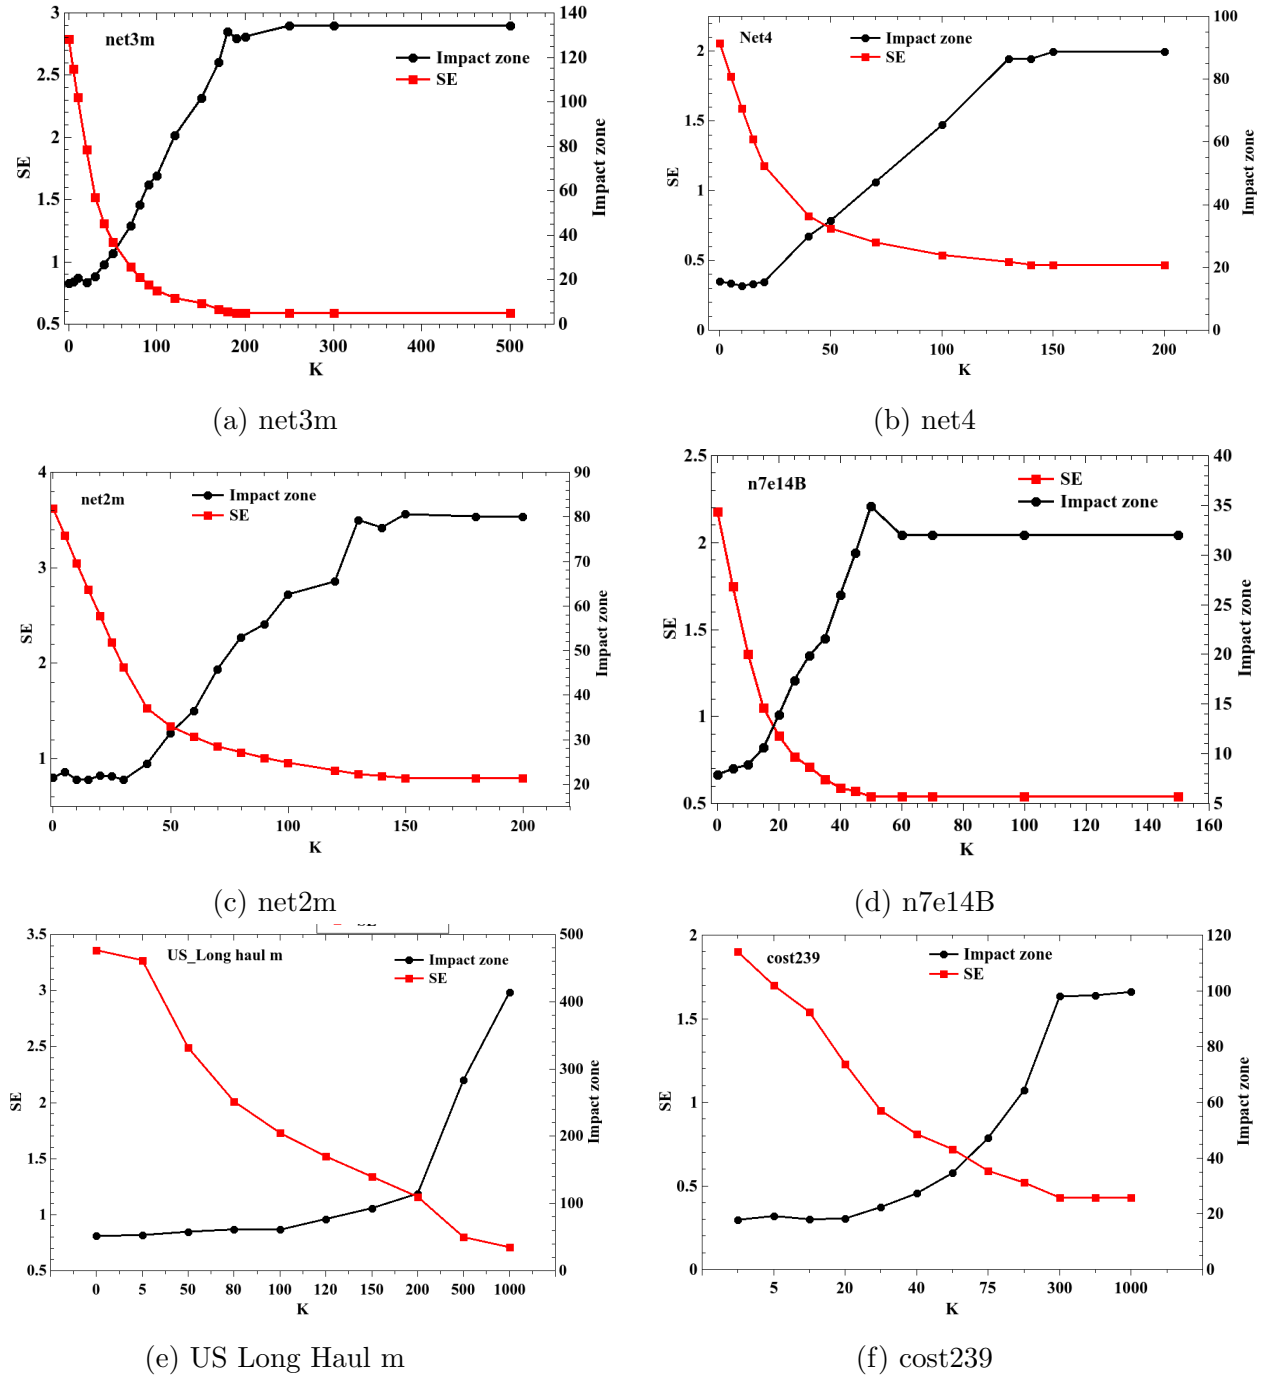 net3m
Impact zone
SE
SE
3
2.5
2
1.5
1
0.5
140
120
100
80
60
40
20
0
Impact zone
0 100 200 300 400 500
K
(a) net3m
Net4
Impact zone
SE
SE
2
1.5
1
0.5
0
100
80
60
40
20
0
Impact zone
0 50 100 150 200
K
(b) net4
net2m
Impact zone
SE
SE
4
3
2
1
90
80
70
60
50
40
30
20
Impact zone
0 50 100 150 200
K
(c) net2m
n7e14B
SE
Impact zone
SE
2.5
2
1.5
1
0.5
40
35
30
25
20
15
10
5
Impact zone
0 20 40 60 80 100 120 140 160
K
(d) n7e14B
US_Long haul m
Impact zone
SE
SE
3.5
3
2.5
2
1.5
1
0.5
500
400
300
200
100
0
Impact zone
0 5 50 80 100 120 150 200 500 1000
K
(e) US Long Haul m
cost239
Impact zone
SE
SE
2
1.5
1
0.5
0
120
100
80
60
40
20
0
Impact zone
5 20 40 75 300 1000
K
(f) cost239